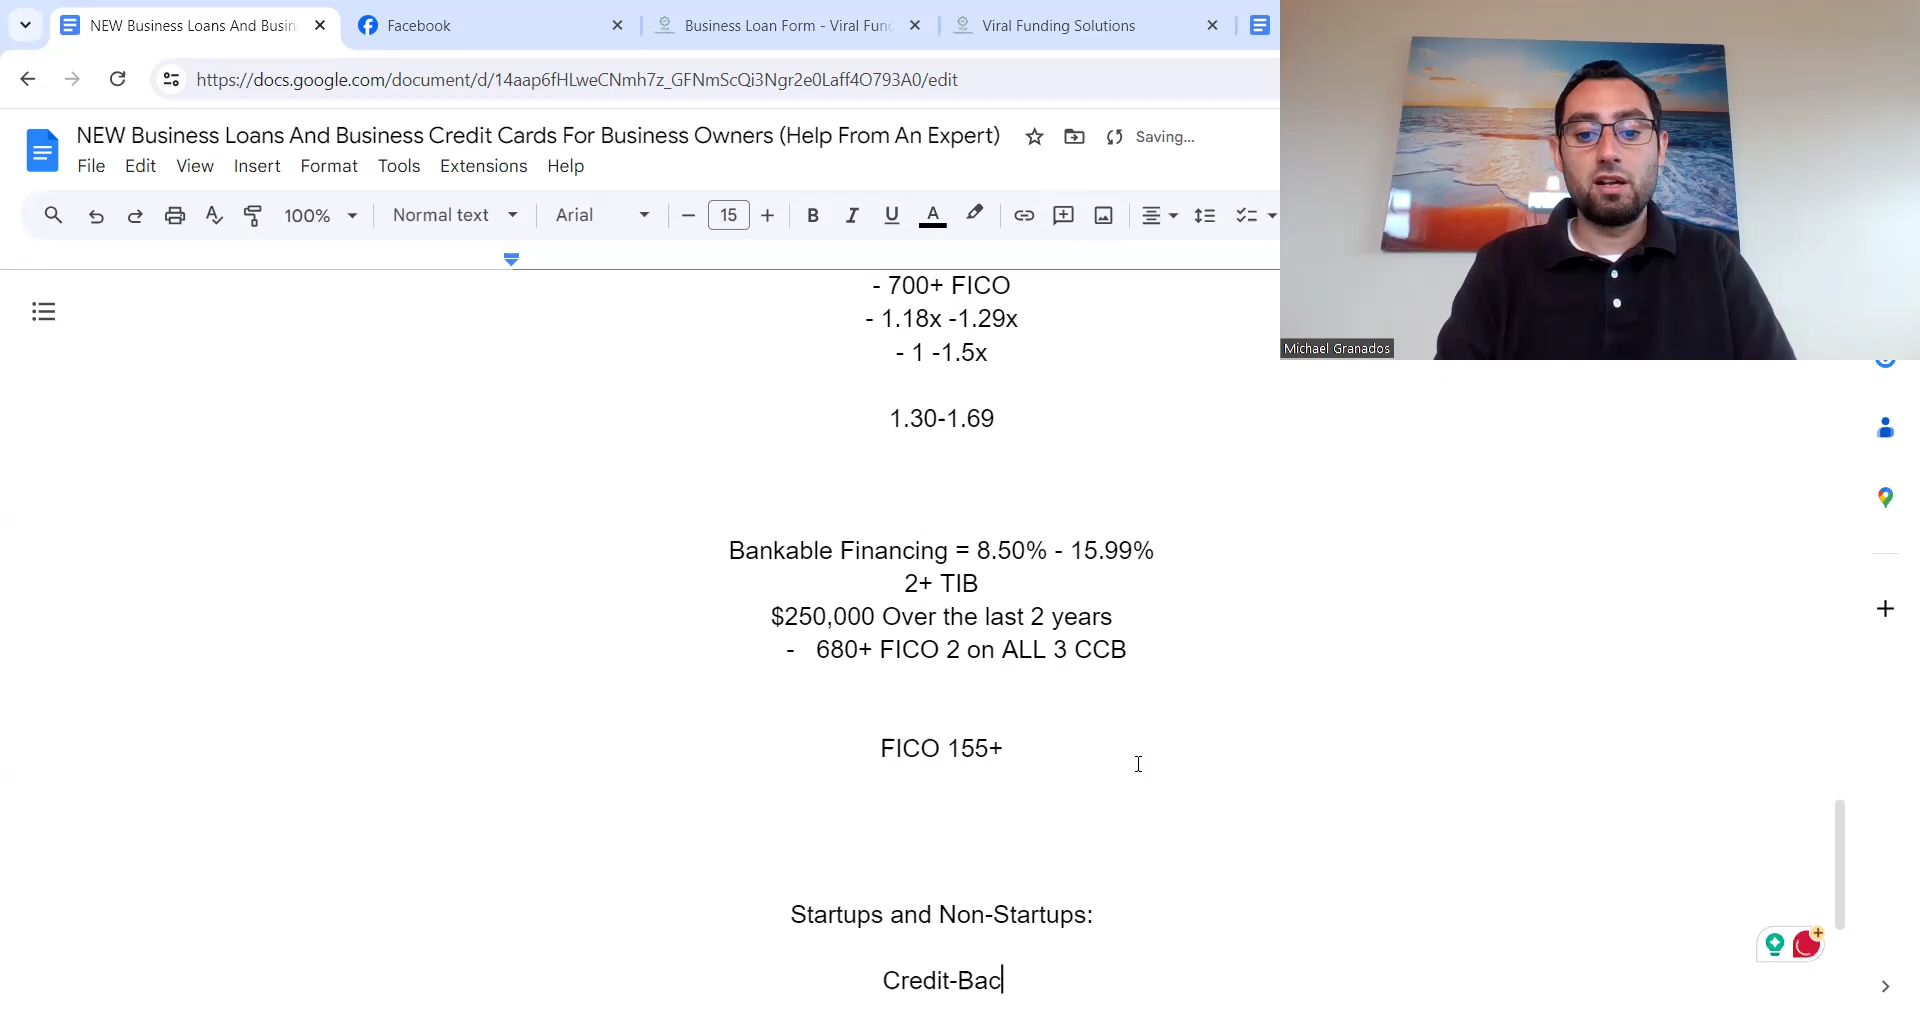 NEW Business Loans And Busin
Facebook
Business Loan Form - Viral Func
Viral Funding Solutions
https://docs.google.com/document/d/14aap6fHLweCNmh7z_GFNmScQi3Ngr2e0Laff4O793A0/edit
NEW Business Loans And Business Credit Cards For Business Owners (Help From An Expert)
Saving...
File Edit View Insert Format Tools Extensions Help
100% Normal text Arial 15 B I U A
- 700+ FICO
- 1.18x -1.29x
- 1 -1.5x
Michael Granados
1.30-1.69
Bankable Financing = 8.50% - 15.99%
2+ TIB
$250,000 Over the last 2 years
- 680+ FICO 2 on ALL 3 CCB
FICO 155+
Startups and Non-Startups:
Credit-Bac